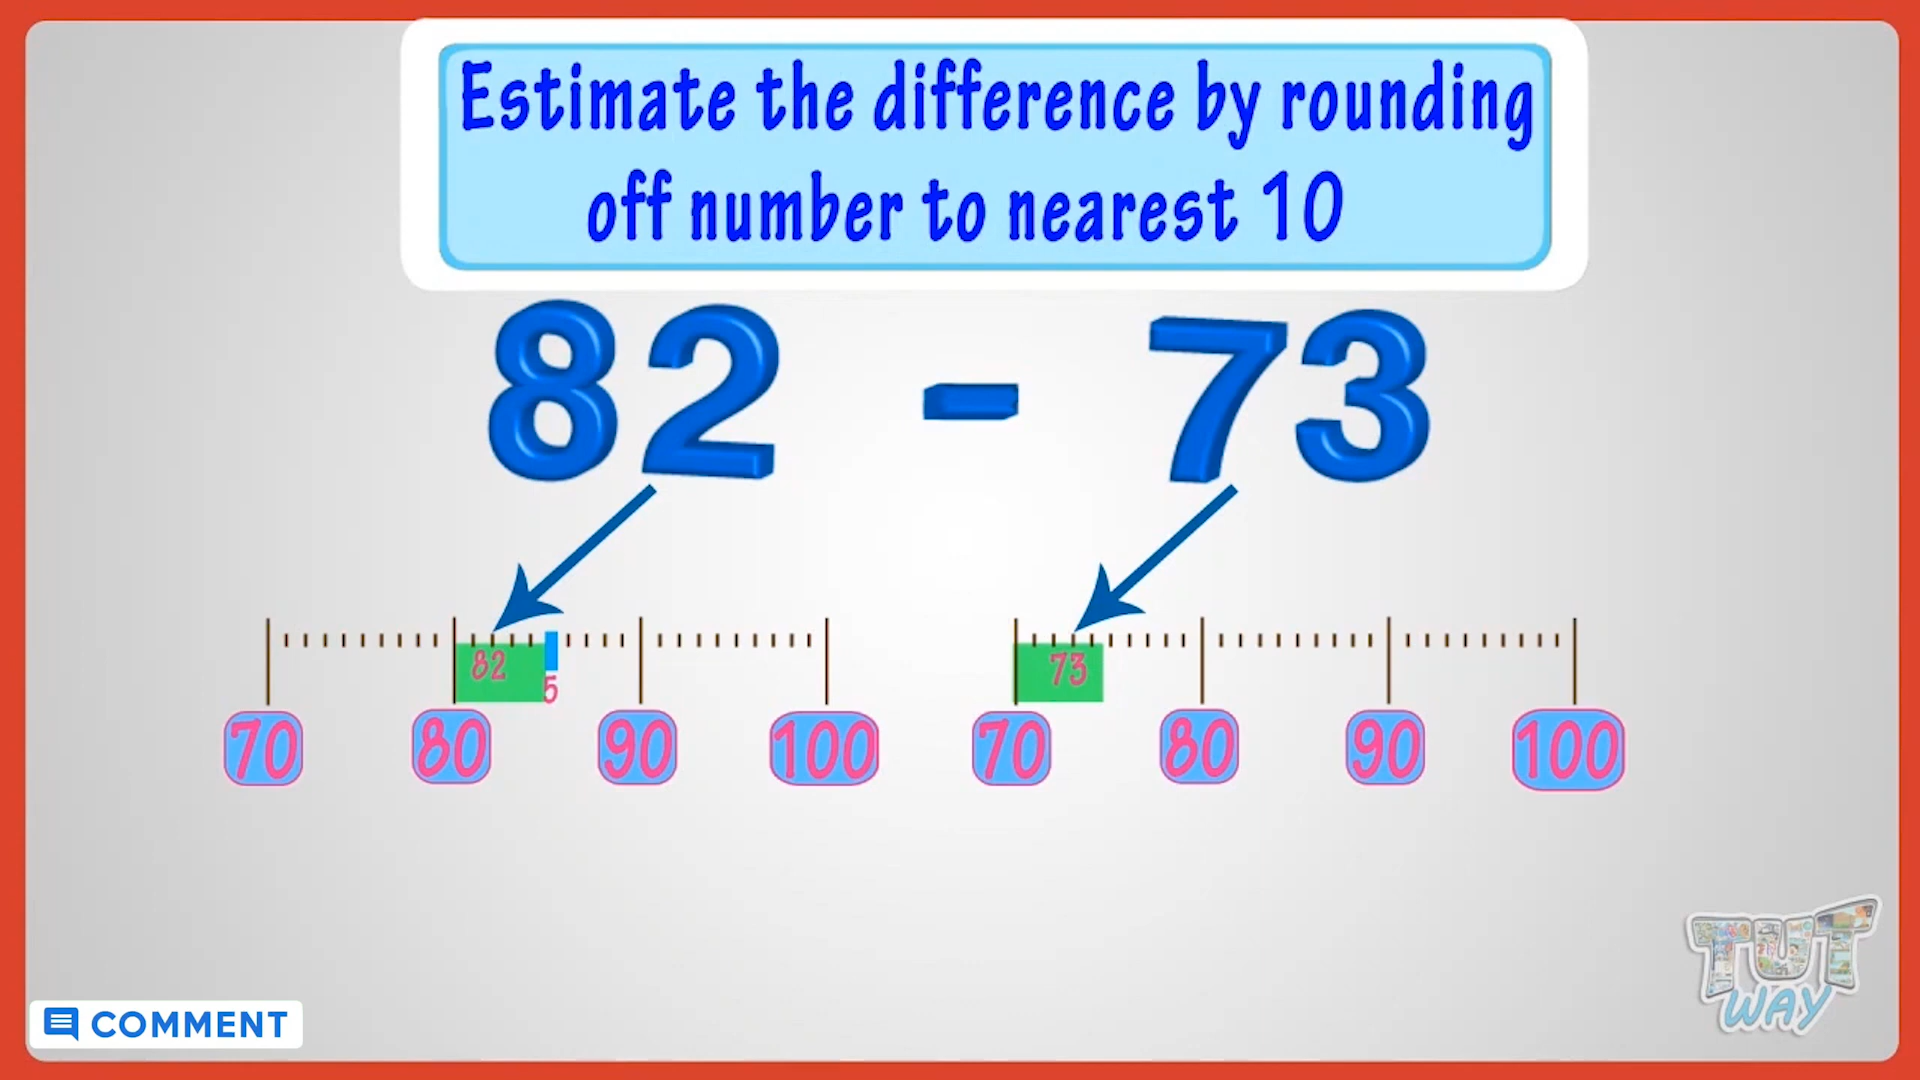 Estimate the difference by rounding
off number to nearest 10
82 - 73
82
5
73
70 80 90 100 70 80 90 100
TUT
WAY
COMMENT